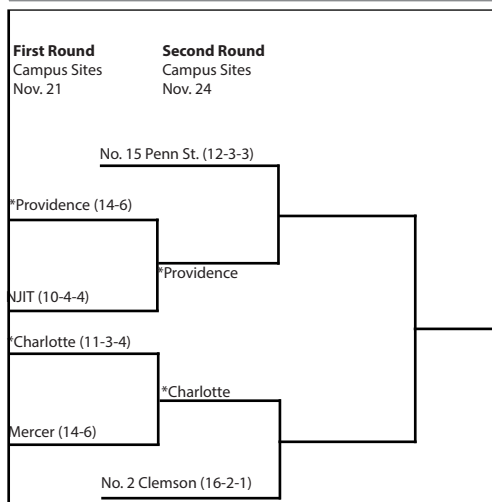 First Round
Campus Sites
Nov. 21
Second Round
Campus Sites
Nov. 24
No. 15 Penn St. (12-3-3)
*Providence (14-6)
*Providence
NJIT (10-4-4)
*Charlotte (11-3-4)
*Charlotte
Mercer (14-6)
No. 2 Clemson (16-2-1)